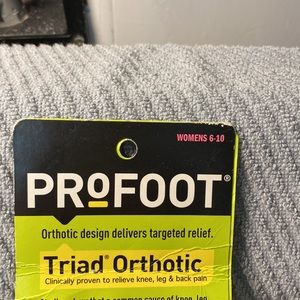 WOMENS 6-10
PROFOOT®
Orthotic design delivers targeted relief.
Triad® Orthotic
Clinically proven to relieve knee, leg & back pain